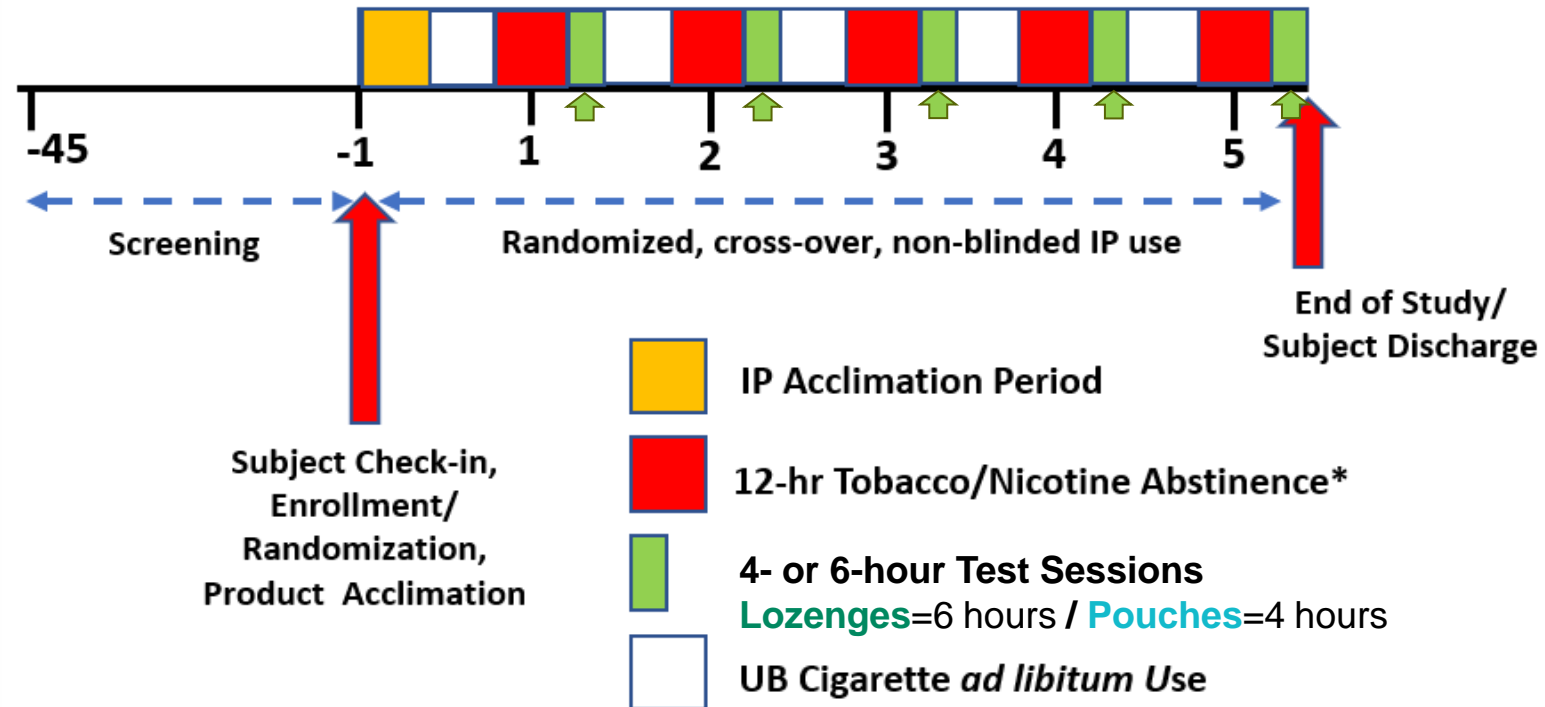 -45
-1
1
2
3
4
5
Screening
Randomized, cross-over, non-blinded IP use
End of Study/
Subject Discharge
Subject Check-in,
Enrollment/
Randomization,
Product Acclimation
IP Acclimation Period
12-hr Tobacco/Nicotine Abstinence*
4- or 6-hour Test Sessions
Lozenges=6 hours / Pouches=4 hours
UB Cigarette ad libitum Use